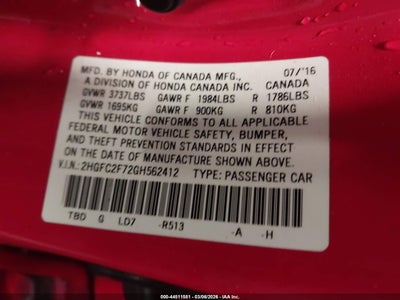 MFD. BY HONDA OF CANADA MFG., 07/'16
A DIVISION OF HONDA CANADA INC. CANADA
GVWR 3737LBS GAWR F 1984LBS R 1786LBS
GVWR 1695KG GAWR F 900KG R 810KG
THIS VEHICLE CONFORMS TO ALL APPLICABLE
FEDERAL MOTOR VEHICLE SAFETY, BUMPER,
AND THEFT PREVENTION STANDARDS IN EFFECT
ON THE DATE OF MANUFACTURE SHOWN ABOVE.
V.I.N.: 2HGFC2F72GH562412 TYPE: PASSENGER CAR
TBD G LD7 -R513 -A -H
000-44511581 - 03/06/2026 - IAA Inc.